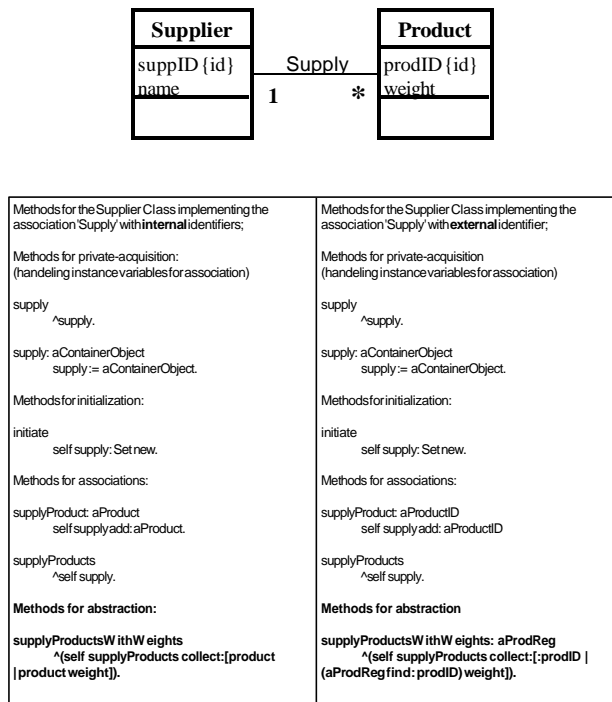 Supplier
Product
suppID {id}
name
Supply
prodID {id}
weight
1
*
Methods for the Supplier Class implementing the
association 'Supply' with internal identifiers;
Methods for private-acquisition:
(handeling instance variables for association)
supply
^supply.
supply: aContainerObject
supply := aContainerObject.
Methods for initialization:
initiate
self supply: Set new.
Methods for associations:
supplyProduct: aProduct
self supply add: aProduct.
supplyProducts
^self supply.
Methods for abstraction:
supplyProductsWithWeights
^(self supplyProducts collect:[product
| product weight]).
Methods for the Supplier Class implementing the
association 'Supply' with external identifier;
Methods for private-acquisition
(handeling instance variables for association)
supply
^supply.
supply: aContainerObject
supply := aContainerObject.
Methods for initialization:
initiate
self supply: Set new.
Methods for associations:
supplyProduct: aProductID
self supply add: aProductID
supplyProducts
^self supply.
Methods for abstraction
supplyProductsWithWeights: aProdReg
^(self supplyProducts collect:[:prodID |
(aProdReg find: prodID) weight]).